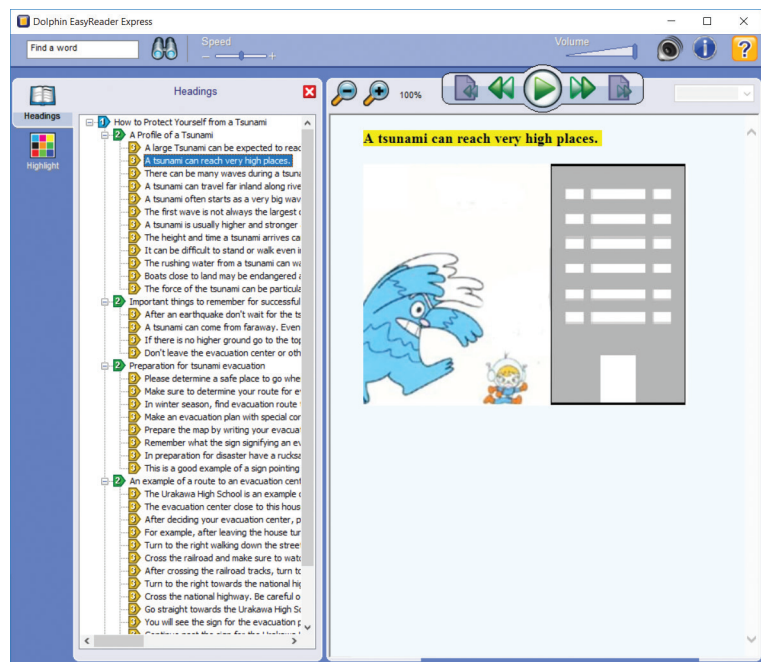 Dolphin EasyReader Express
Find a word
Speed
Volume
Headings
Highlight
Headings
How to Protect Yourself from a Tsunami
A Profile of a Tsunami
A large Tsunami can be expected to reac
A tsunami can reach very high places.
There can be many waves during a tsuna
A tsunami can travel far inland along rive
A tsunami often starts as a very big wav
The first wave is not always the largest o
A tsunami is usually higher and stronger
The height and time a tsunami arrives ca
It can be difficult to stand or walk even i
The rushing water from a tsunami can wa
Boats close to land may be endangered a
The force of the tsunami can be particula
Important things to remember for successful
After an earthquake don't wait for the ts
A tsunami can come from faraway. Even
If there is no higher ground go to the top
Don't leave the evacuation center or oth
Preparation for tsunami evacuation
Please determine a safe place to go whe
Make sure to determine your route for e
In winter season, find evacuation route
Make an evacuation plan with special con
Prepare the map by writing your evacua
Remember what the sign signifying an ev
In preparation for disaster have a rucksa
This is a good example of a sign pointing
An example of a route to an evacuation cent
The Urakawa High School is an example o
The evacuation center close to this hous
After deciding your evacuation center, p
For example, after leaving the house tur
Turn to the right walking down the stree
Cross the railroad and make sure to watc
After crossing the railroad tracks, turn to
Turn to the right towards the national hig
Cross the national highway. Be careful o
Go straight towards the Urakawa High Sc
You will see the sign for the evacuation p
100%
A tsunami can reach very high places.